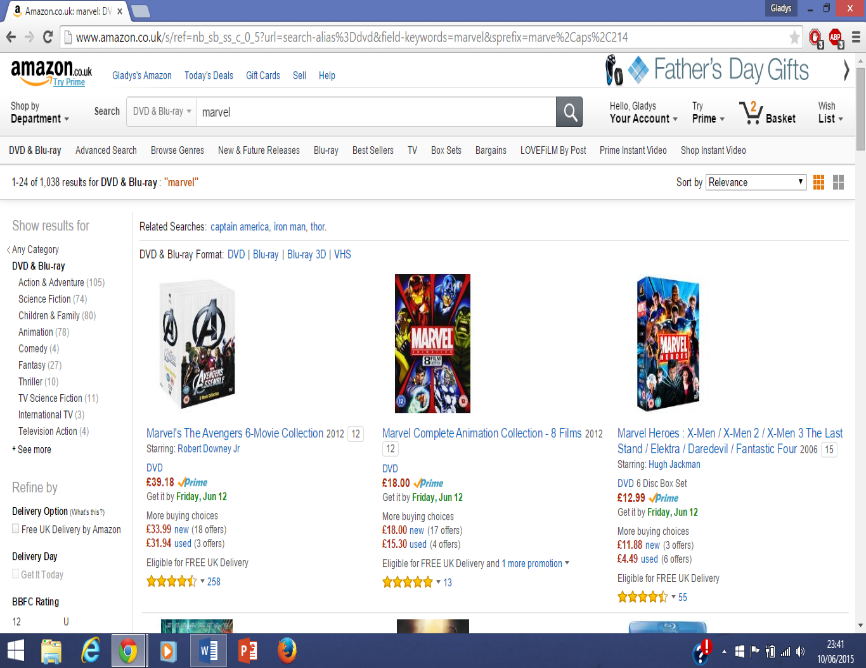 Amazon.co.uk: marvel: DV
Gladys
www.amazon.co.uk/s/ref=nb_sb_ss_c_0_5?url=search-alias%3Ddvd&field-keywords=marvel&sprefix=marve%2Caps%2C214
amazon.co.uk
Try Prime
Gladys's Amazon Today's Deals Gift Cards Sell Help
Father's Day Gifts
Shop by
Department
Search DVD & Blu-ray marvel
Hello, Gladys
Your Account
Try
Prime
2
Basket
Wish
List
DVD & Blu-ray Advanced Search Browse Genres New & Future Releases Blu-ray Best Sellers TV Box Sets Bargains LOVEFiLM By Post Prime Instant Video Shop Instant Video
1-24 of 1,038 results for DVD & Blu-ray : "marvel"
Sort by Relevance
Show results for
Any Category
DVD & Blu-ray
Action & Adventure (105)
Science Fiction (74)
Children & Family (80)
Animation (78)
Comedy (4)
Fantasy (27)
Thriller (10)
TV Science Fiction (11)
International TV (3)
Television Action (4)
+ See more
Refine by
Delivery Option (What's this?)
Free UK Delivery by Amazon
Delivery Day
Get It Today
BBFC Rating
12 U
Related Searches: captain america, iron man, thor.
DVD & Blu-ray Format: DVD | Blu-ray | Blu-ray 3D | VHS
AVENGERS
ASSEMBLE
Marvel's The Avengers 6-Movie Collection 2012 12
Starring: Robert Downey Jr
DVD
£39.18 Prime
Get it by Friday, Jun 12
More buying choices
£33.99 new (18 offers)
£31.94 used (3 offers)
Eligible for FREE UK Delivery
258
MARVEL
8
Marvel Complete Animation Collection - 8 Films 2012
12
DVD
£18.00 Prime
Get it by Friday, Jun 12
More buying choices
£18.00 new (17 offers)
£15.30 used (4 offers)
Eligible for FREE UK Delivery and 1 more promotion
13
MARVEL
HEROES
Marvel Heroes : X-Men / X-Men 2 / X-Men 3 The Last
Stand / Elektra / Daredevil / Fantastic Four 2006 15
Starring: Hugh Jackman
DVD 6 Disc Box Set
£12.99 Prime
Get it by Friday, Jun 12
More buying choices
£11.88 new (3 offers)
£4.49 used (6 offers)
Eligible for FREE UK Delivery
55
23:41
10/06/2015